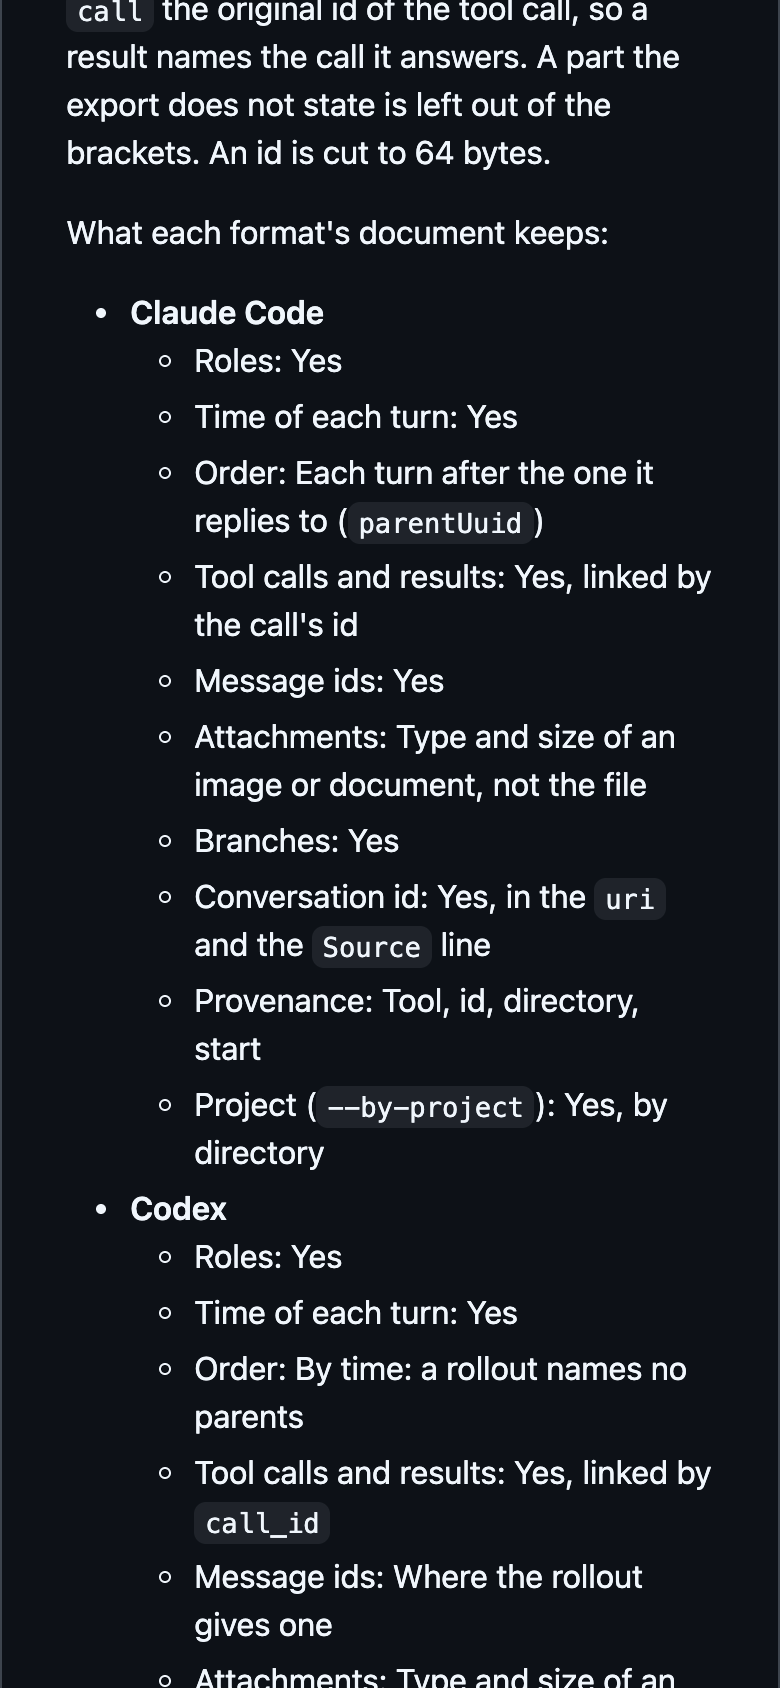 call the original id of the tool call, so a
result names the call it answers. A part the
export does not state is left out of the
brackets. An id is cut to 64 bytes.
What each format's document keeps:
• Claude Code
◦ Roles: Yes
◦ Time of each turn: Yes
◦ Order: Each turn after the one it
replies to (parentUuid)
◦ Tool calls and results: Yes, linked by
the call's id
◦ Message ids: Yes
◦ Attachments: Type and size of an
image or document, not the file
◦ Branches: Yes
◦ Conversation id: Yes, in the uri
and the Source line
◦ Provenance: Tool, id, directory,
start
◦ Project (--by-project): Yes, by
directory
• Codex
◦ Roles: Yes
◦ Time of each turn: Yes
◦ Order: By time: a rollout names no
parents
◦ Tool calls and results: Yes, linked by
call_id
◦ Message ids: Where the rollout
gives one
◦ Attachments: Type and size of an